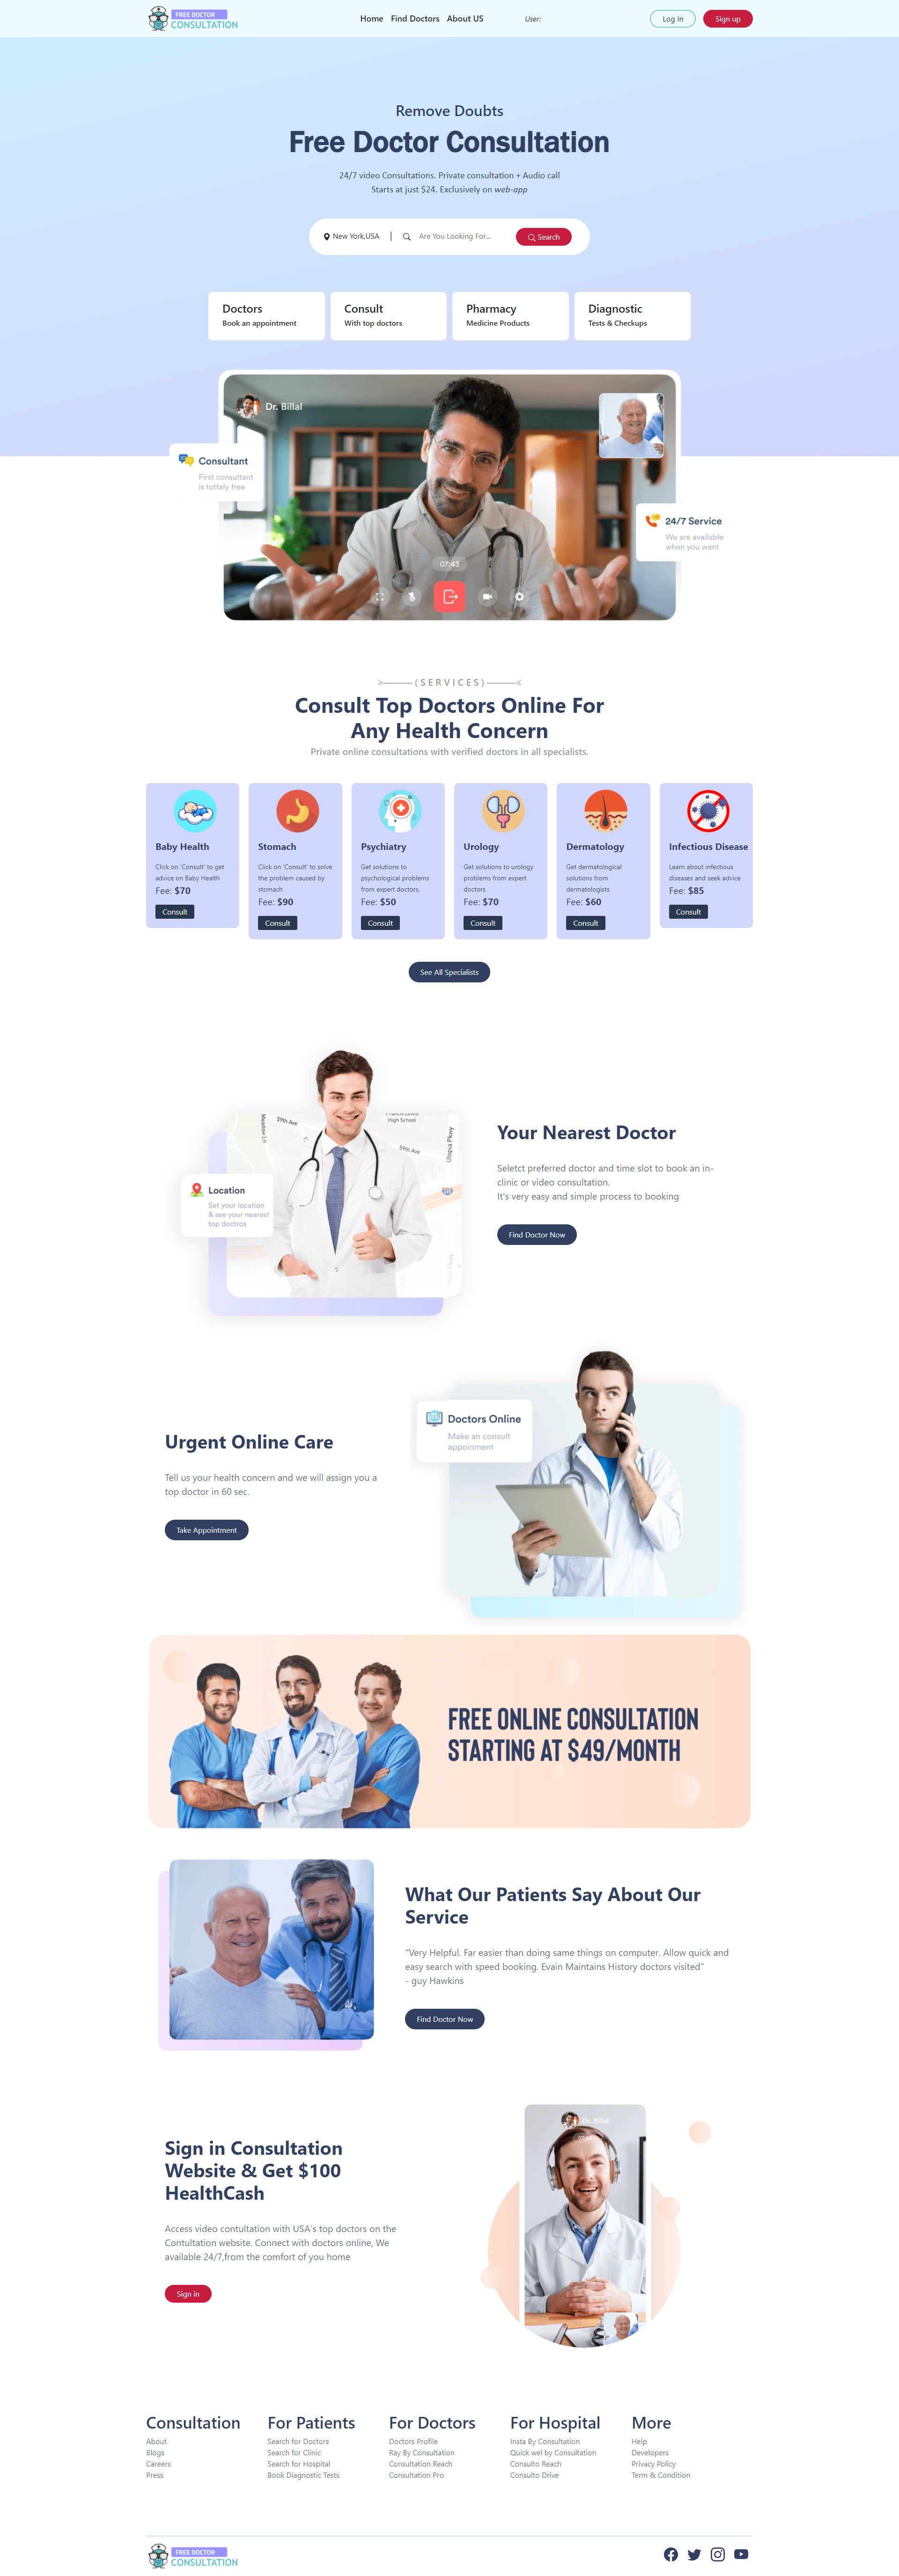 FREE DOCTOR
CONSULTATION
Home Find Doctors About US User: Log In Sign up
Remove Doubts
Free Doctor Consultation
24/7 video Consultations. Private consultation + Audio call
Starts at just $24. Exclusively on web-app
New York,USA | Are You Looking For... Search
Doctors
Book an appointment
Consult
With top doctors
Pharmacy
Medicine Products
Diagnostic
Tests & Checkups
Dr. Billal
Consultant
First consultant
is tottaly free
24/7 Service
We are available
when you want
07:43
(SERVICES)
Consult Top Doctors Online For
Any Health Concern
Private online consultations with verified doctors in all specialists.
Baby Health
Click on 'Consult' to get
advice on Baby Health
Fee: $70
Consult
Stomach
Click on 'Consult' to solve
the problem caused by
stomach
Fee: $90
Consult
Psychiatry
Get solutions to
psychological problems
from expert doctors.
Fee: $50
Consult
Urology
Get solutions to urology
problems from expert
doctors
Fee: $70
Consult
Dermatology
Get dermatological
solutions from
dermatologists
Fee: $60
Consult
Infectious Disease
Learn about infectious
diseases and seek advice
Fee: $85
Consult
See All Specialists
Meadow Ln
59th Ave
Francis Lewis
High School
59th Ave
Utopia Pkwy
Location
Set your location
& see your nearest
top doctros
Your Nearest Doctor
Seletct preferred doctor and time slot to book an in-
clinic or video consultation.
It's very easy and simple process to booking
Find Doctor Now
Urgent Online Care
Tell us your health concern and we will assign you a
top doctor in 60 sec.
Take Appointment
Doctors Online
Make an consult
appoinment
FREE ONLINE CONSULTATION
STARTING AT $49/MONTH
What Our Patients Say About Our
Service
"Very Helpful. Far easier than doing same things on computer. Allow quick and
easy search with speed booking. Evain Maintains History doctors visited"
- guy Hawkins
Find Doctor Now
Sign in Consultation
Website & Get $100
HealthCash
Access video contultation with USA's top doctors on the
Contultation website. Connect with doctors online, We
available 24/7,from the comfort of you home
Sign in
Dr. Billal
Consultation
About
Blogs
Careers
Press
For Patients
Search for Doctors
Search for Clinic
Search for Hospital
Book Diagnostic Tests
For Doctors
Doctors Profile
Ray By Consultation
Consultation Reach
Consultation Pro
For Hospital
Insta By Consultation
Quick wel by Consultation
Consulto Reach
Consulto Drive
More
Help
Developers
Privacy Policy
Term & Condition
FREE DOCTOR
CONSULTATION